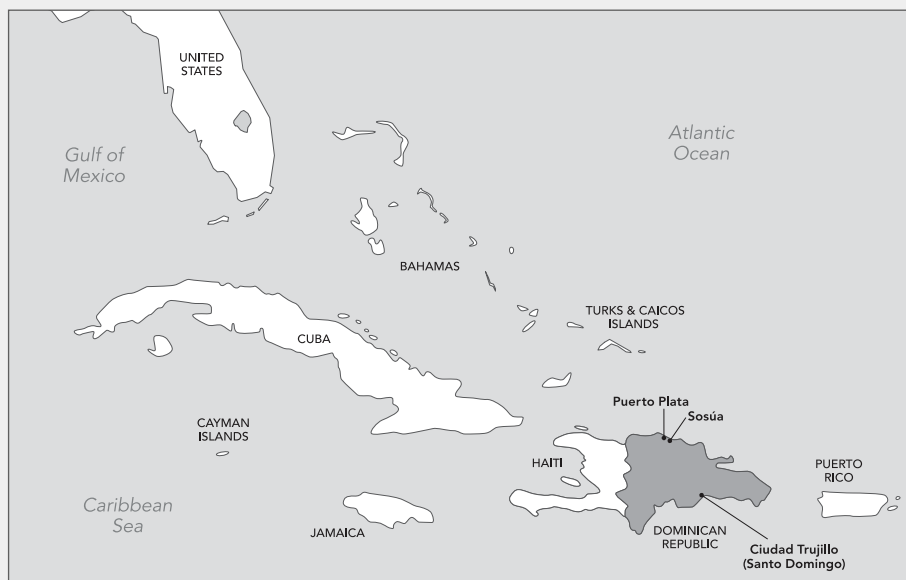 UNITED
STATES
Atlantic
Ocean
Gulf of
Mexico
BAHAMAS
TURKS & CAICOS
ISLANDS
CUBA
Puerto Plata
Sosúa
CAYMAN
ISLANDS
HAITI
PUERTO
RICO
Caribbean
Sea
JAMAICA
DOMINICAN
REPUBLIC
Ciudad Trujillo
(Santo Domingo)